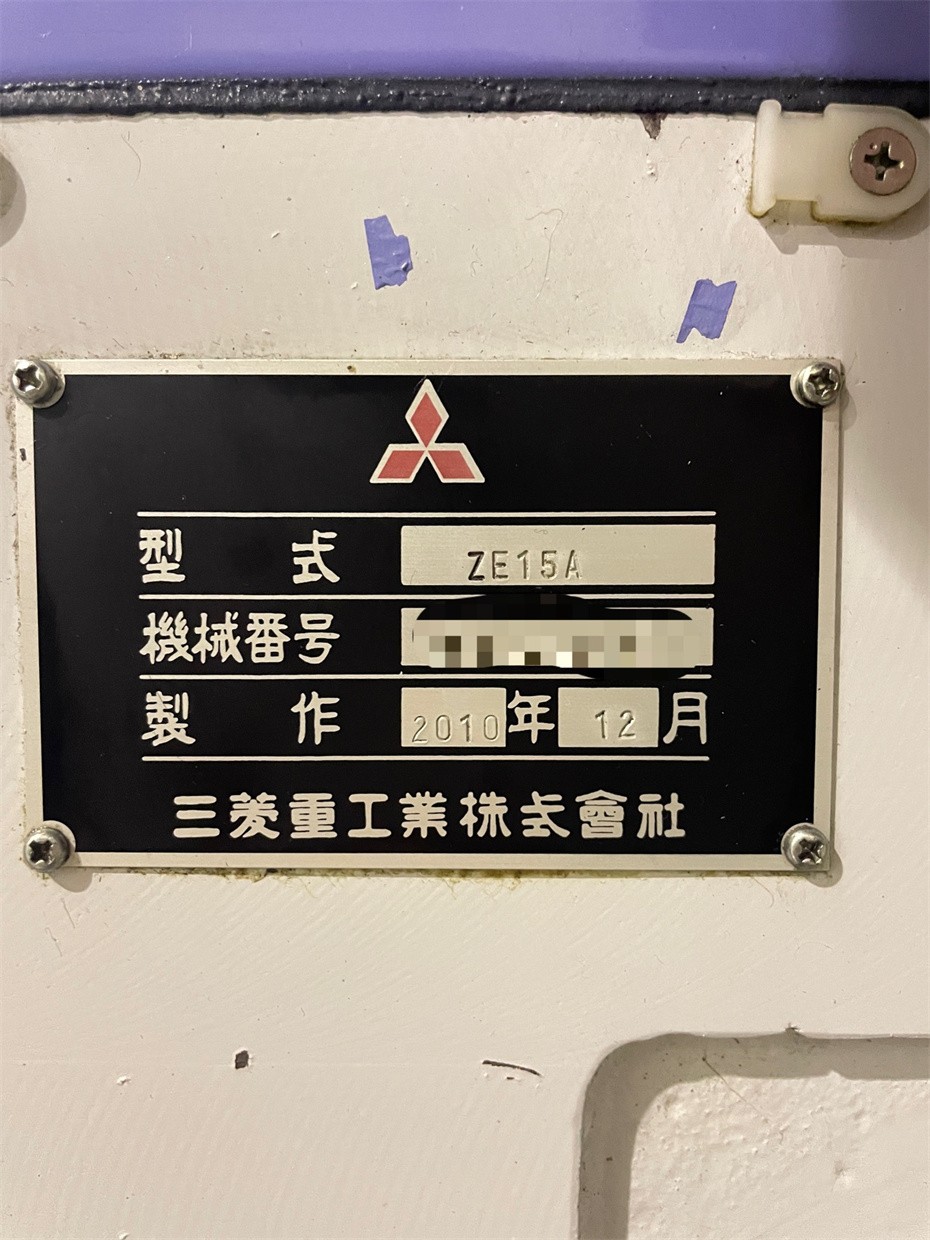 型 式 ZE15A
機械番号
製 作 2010年 12月
三菱重工業株式會社